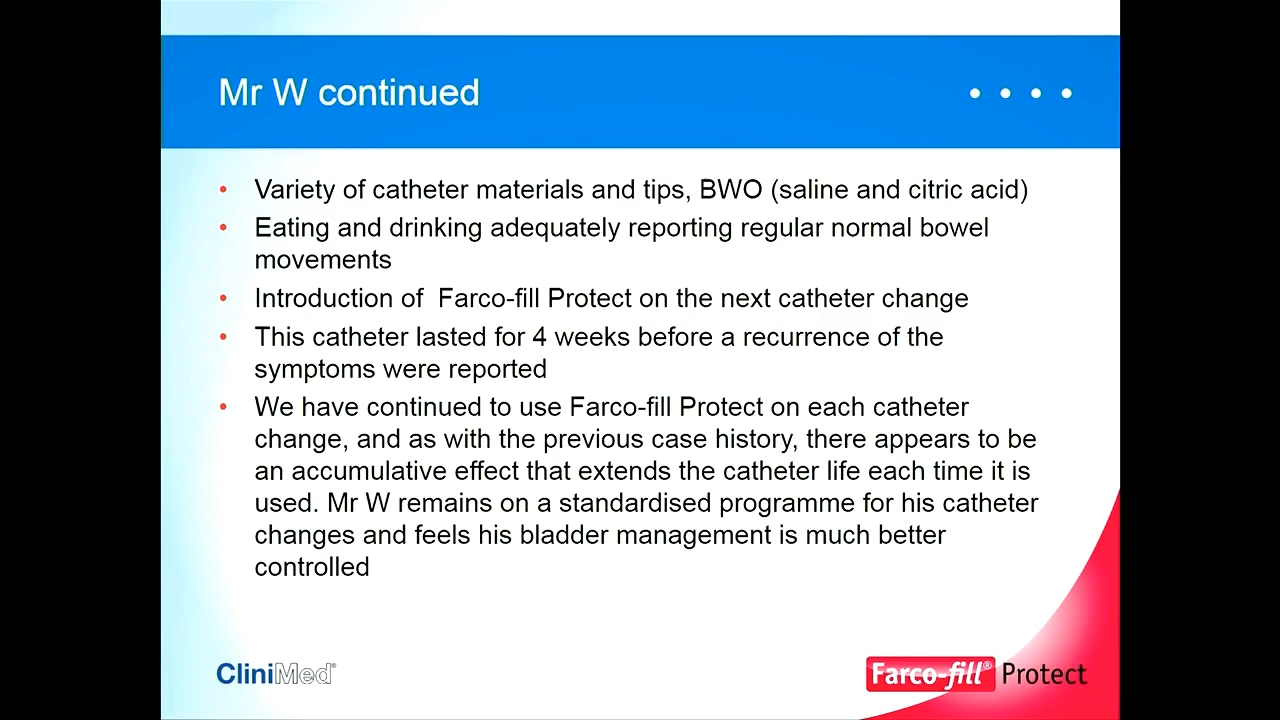 Mr W continued
• Variety of catheter materials and tips, BWO (saline and citric acid)
• Eating and drinking adequately reporting regular normal bowel
movements
• Introduction of  Farco-fill Protect on the next catheter change
• This catheter lasted for 4 weeks before a recurrence of the
symptoms were reported
• We have continued to use Farco-fill Protect on each catheter
change, and as with the previous case history, there appears to be
an accumulative effect that extends the catheter life each time it is
used. Mr W remains on a standardised programme for his catheter
changes and feels his bladder management is much better
controlled
CliniMed®
Farco-fill® Protect